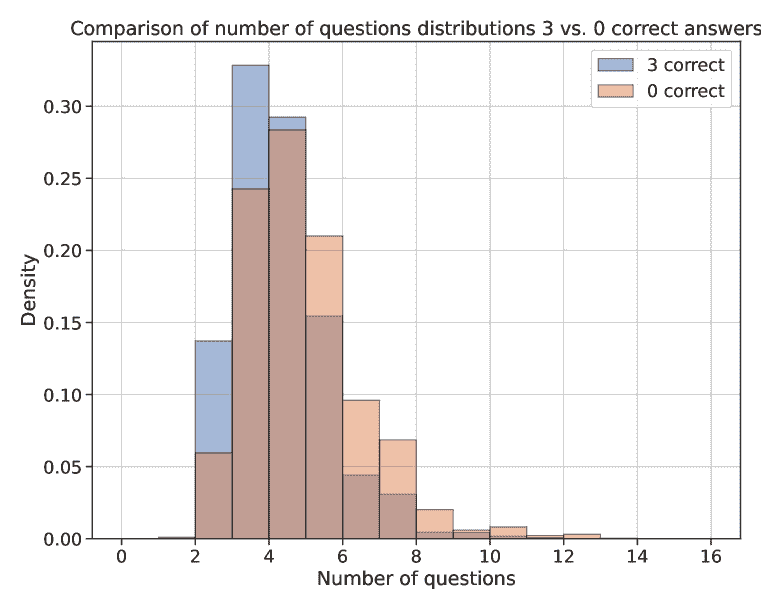 Comparison of number of questions distributions 3 vs. 0 correct answers
3 correct
0 correct
0.30
0.25
0.20
0.15
0.10
0.05
0.00
Density
0 2 4 6 8 10 12 14 16
Number of questions